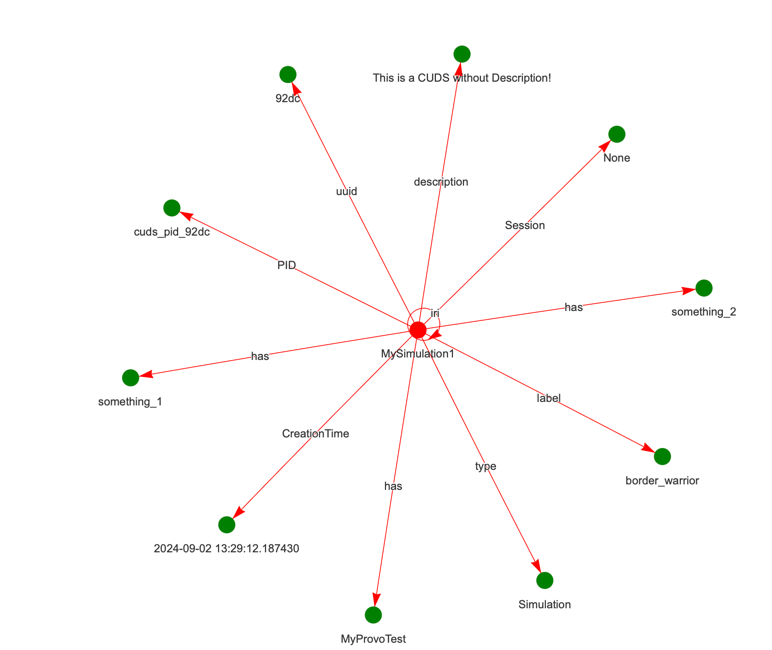 This is a CUDS without Description!
92dc
None
description
uuid
Session
cuds_pid_92dc
PID
something_2
has
iri
MySimulation1
has
something_1
label
CreationTime
type
border_warrior
has
2024-09-02 13:29:12.187430
Simulation
MyProvoTest